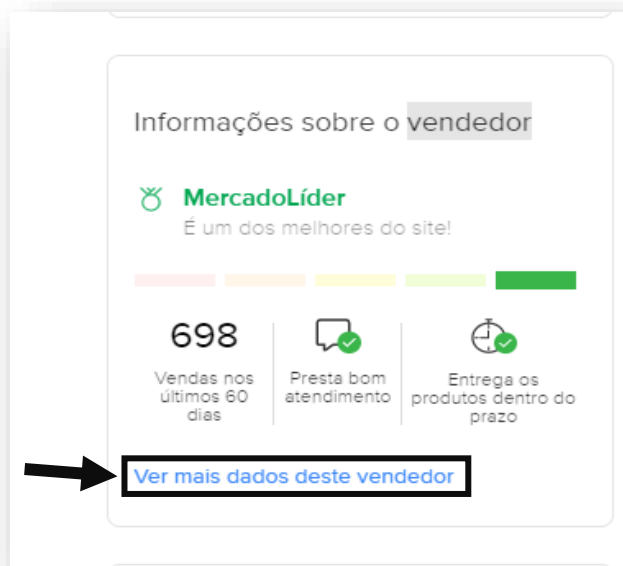 Informações sobre o vendedor
MercadoLíder
É um dos melhores do site!
698
Vendas nos
últimos 60
dias
Presta bom
atendimento
Entrega os
produtos dentro do
prazo
Ver mais dados deste vendedor